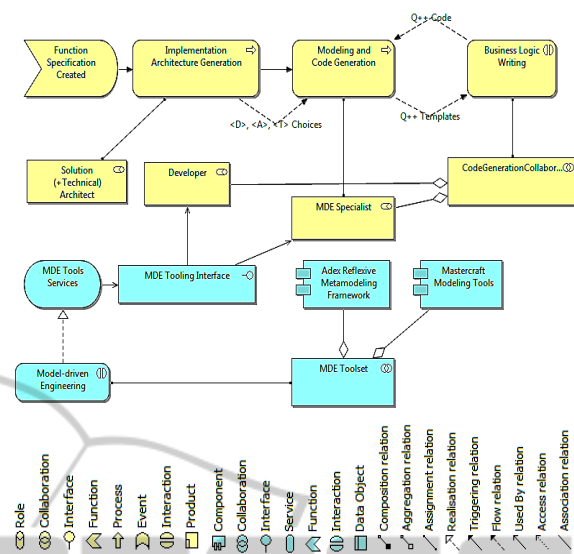 Q++ Code
Function
Specification
Created
Implementation
Architecture Generation
Modeling and
Code Generation
Business Logic
Writing
<D>, <A>, <T> Choices
Q++ Templates
Solution
(+Technical)
Architect
Developer
CodeGenerationCollabor...
MDE Specialist
MDE Tools
Services
MDE Tooling Interface
Adex Reflexive
Metamodeling
Framework
Mastercraft
Modeling Tools
Model-driven
Engineering
MDE Toolset
Role
Collaboration
Interface
Function
Process
Event
Interaction
Product
Component
Collaboration
Interface
Service
Function
Interaction
Data Object
Composition relation
Aggregation relation
Assignment relation
Realisation relation
Triggering relation
Flow relation
Used By relation
Access relation
Association relation